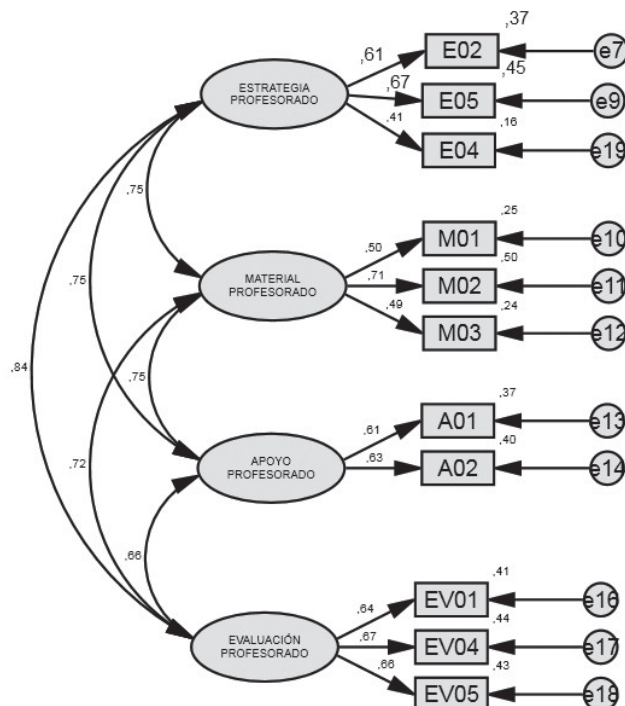 ,37
,61
E02
e7
ESTRATEGIA
PROFESORADO
,67
,45
E05
e9
,41
,16
E04
e19
,75
,25
,50
M01
e10
,50
MATERIAL
PROFESORADO
,71
M02
e11
,24
,49
M03
e12
,75
,84
,75
,37
,61
A01
e13
,40
APOYO
PROFESORADO
,63
A02
e14
,72
,66
,41
,64
EV01
e16
,44
EVALUACIÓN
PROFESORADO
,67
EV04
e17
,43
,66
EV05
e18